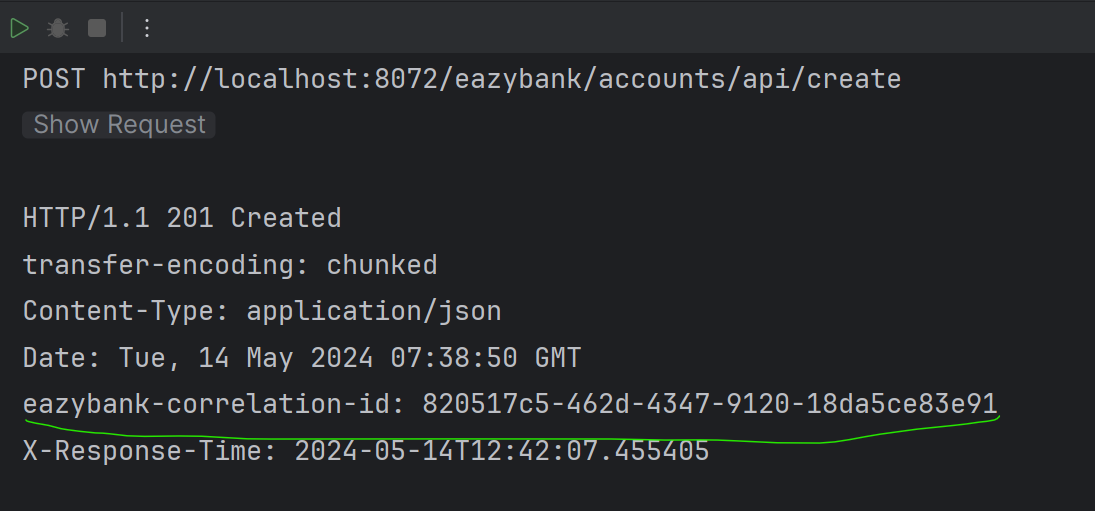 POST http://localhost:8072/eazybank/accounts/api/create
Show Request
HTTP/1.1 201 Created
transfer-encoding: chunked
Content-Type: application/json
Date: Tue, 14 May 2024 07:38:50 GMT
eazybank-correlation-id: 820517c5-462d-4347-9120-18da5ce83e91
X-Response-Time: 2024-05-14T12:42:07.455405